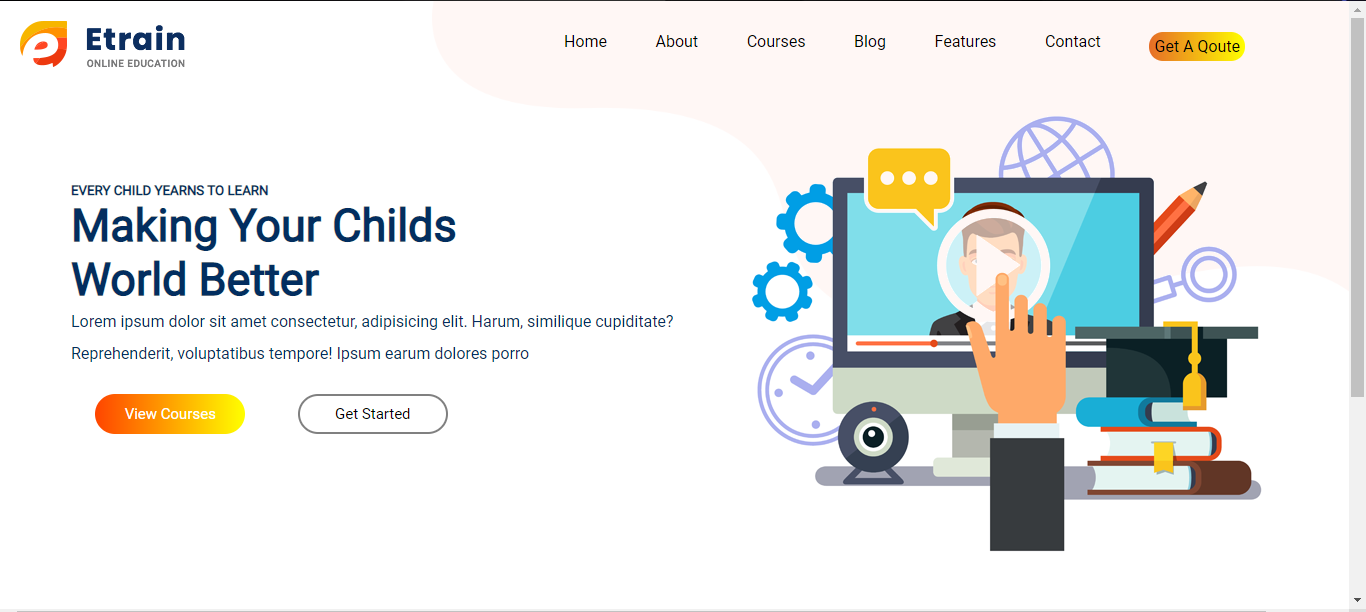 Etrain
ONLINE EDUCATION
Home About Courses Blog Features Contact Get A Qoute
EVERY CHILD YEARNS TO LEARN
Making Your Childs
World Better
Lorem ipsum dolor sit amet consectetur, adipisicing elit. Harum, similique cupiditate?
Reprehenderit, voluptatibus tempore! Ipsum earum dolores porro
View Courses Get Started